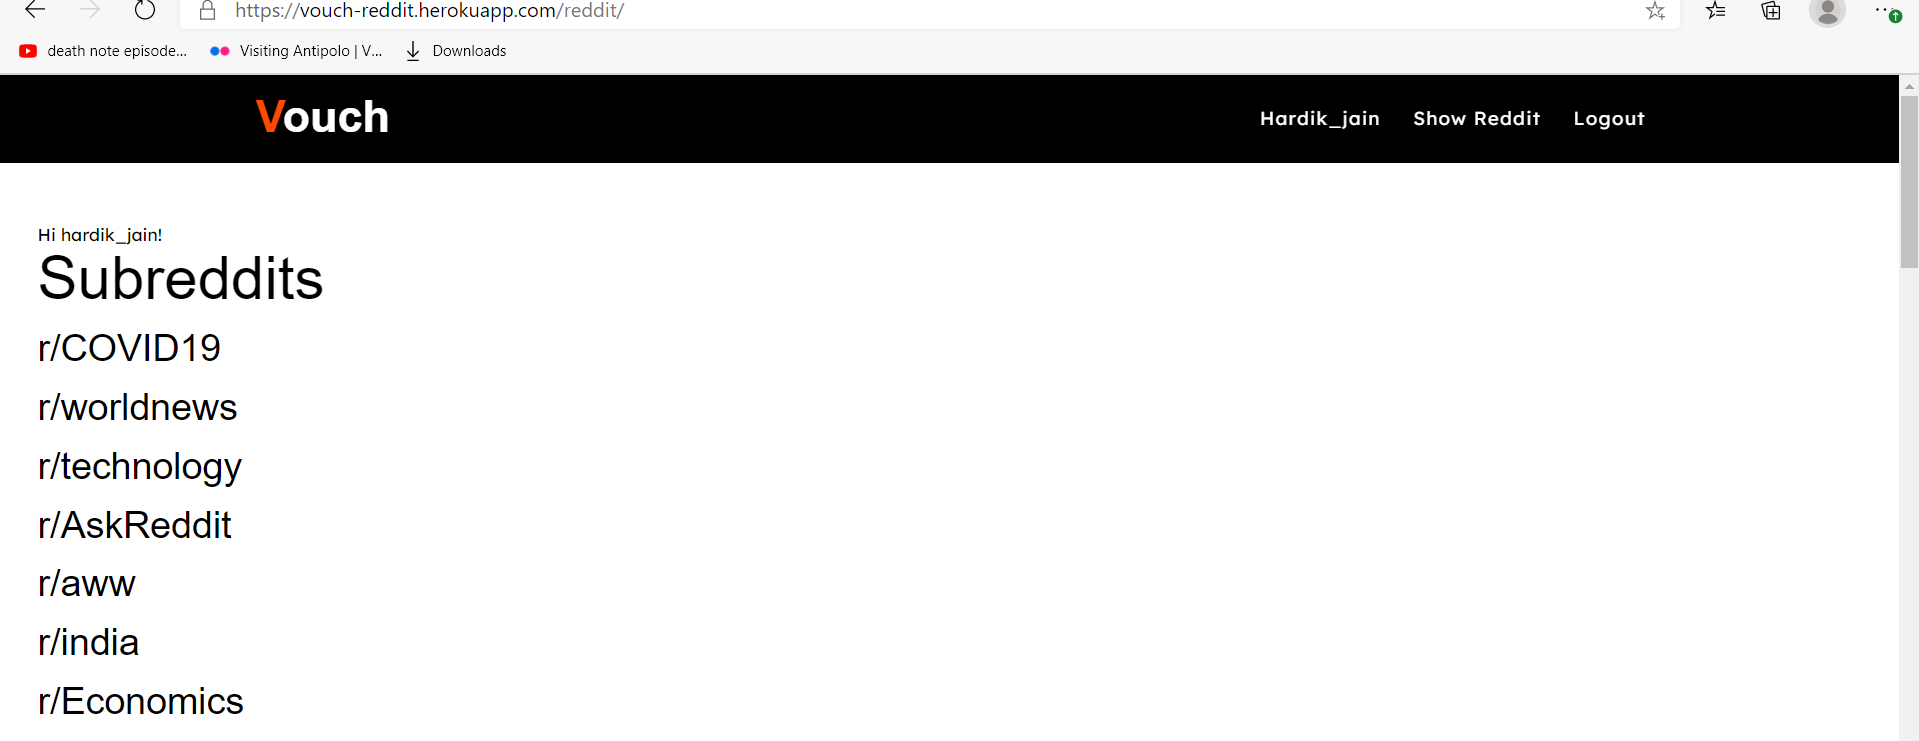 https://vouch-reddit.herokuapp.com/reddit/
death note episode... Visiting Antipolo | V... Downloads
Vouch Hardik_jain Show Reddit Logout
Hi hardik_jain!
Subreddits
r/COVID19
r/worldnews
r/technology
r/AskReddit
r/aww
r/india
r/Economics